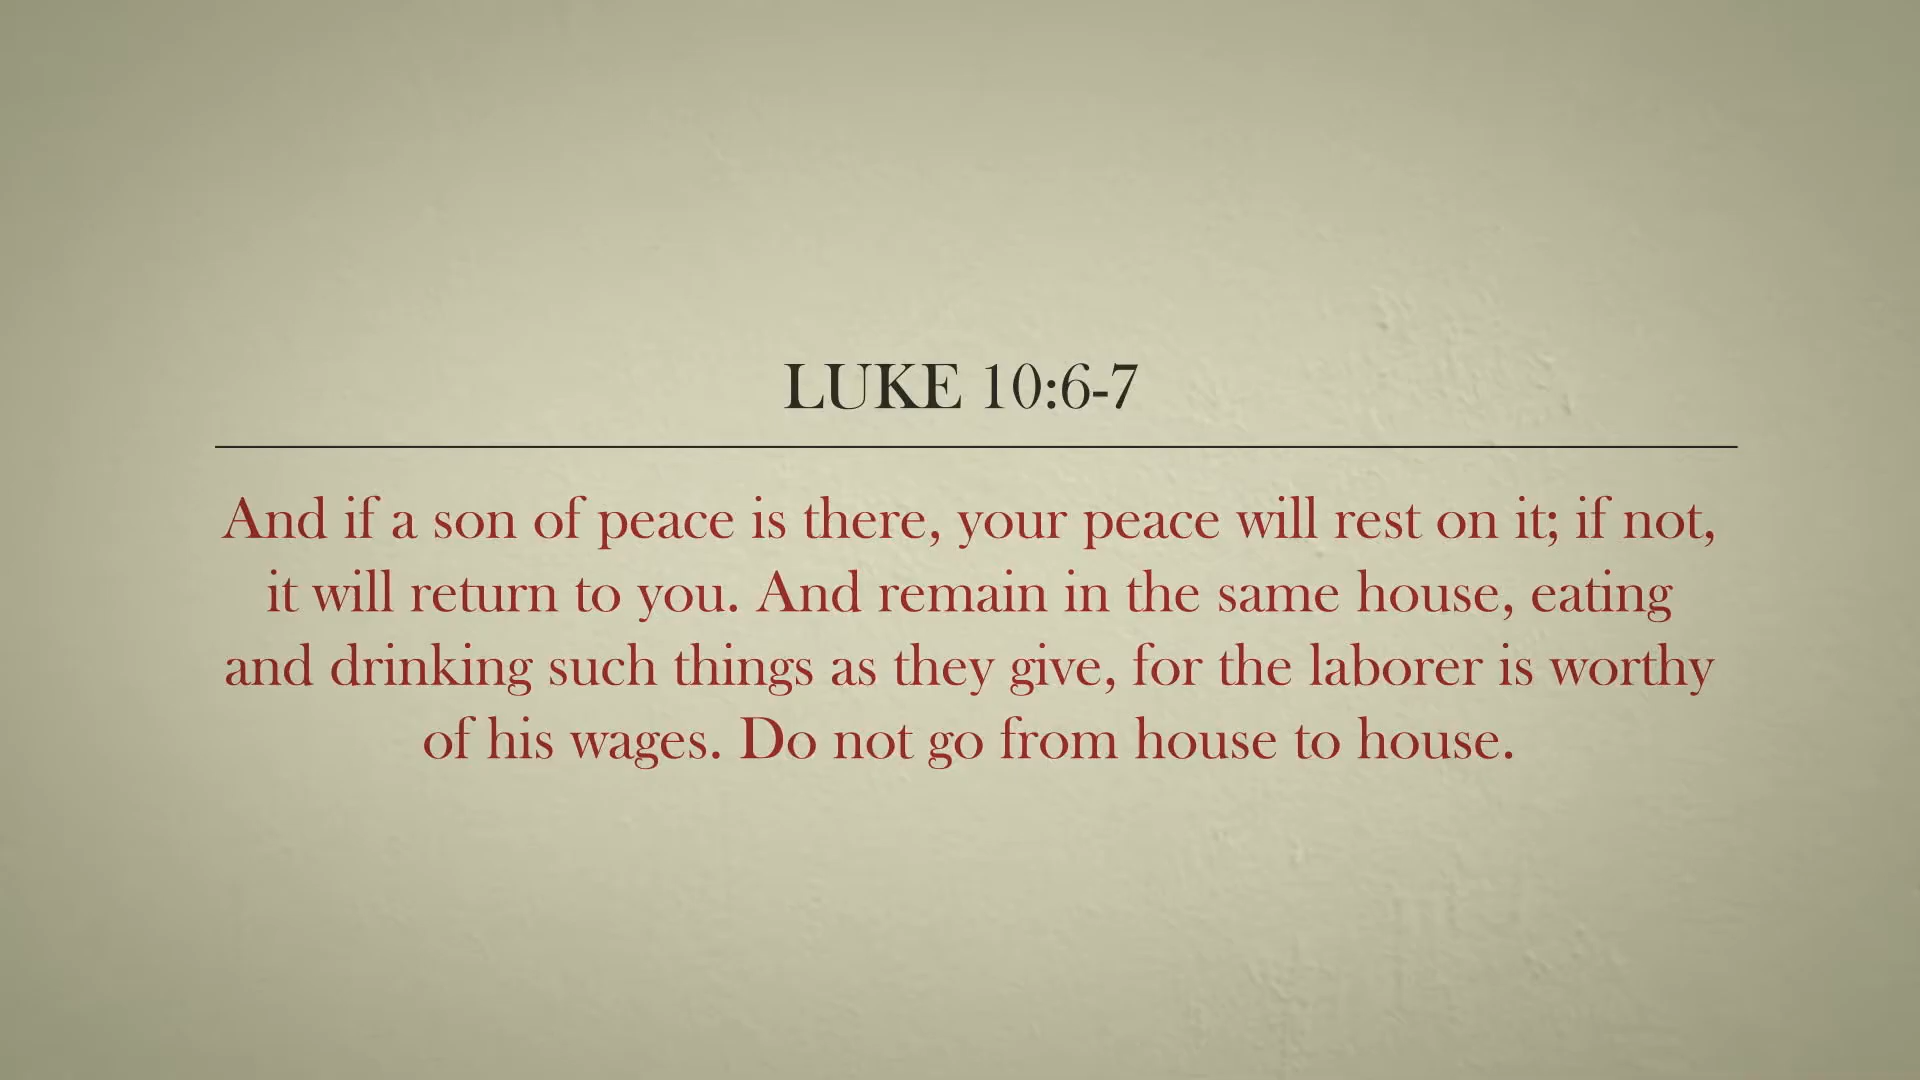 LUKE 10:6-7
And if a son of peace is there, your peace will rest on it; if not,
it will return to you. And remain in the same house, eating
and drinking such things as they give, for the laborer is worthy
of his wages. Do not go from house to house.